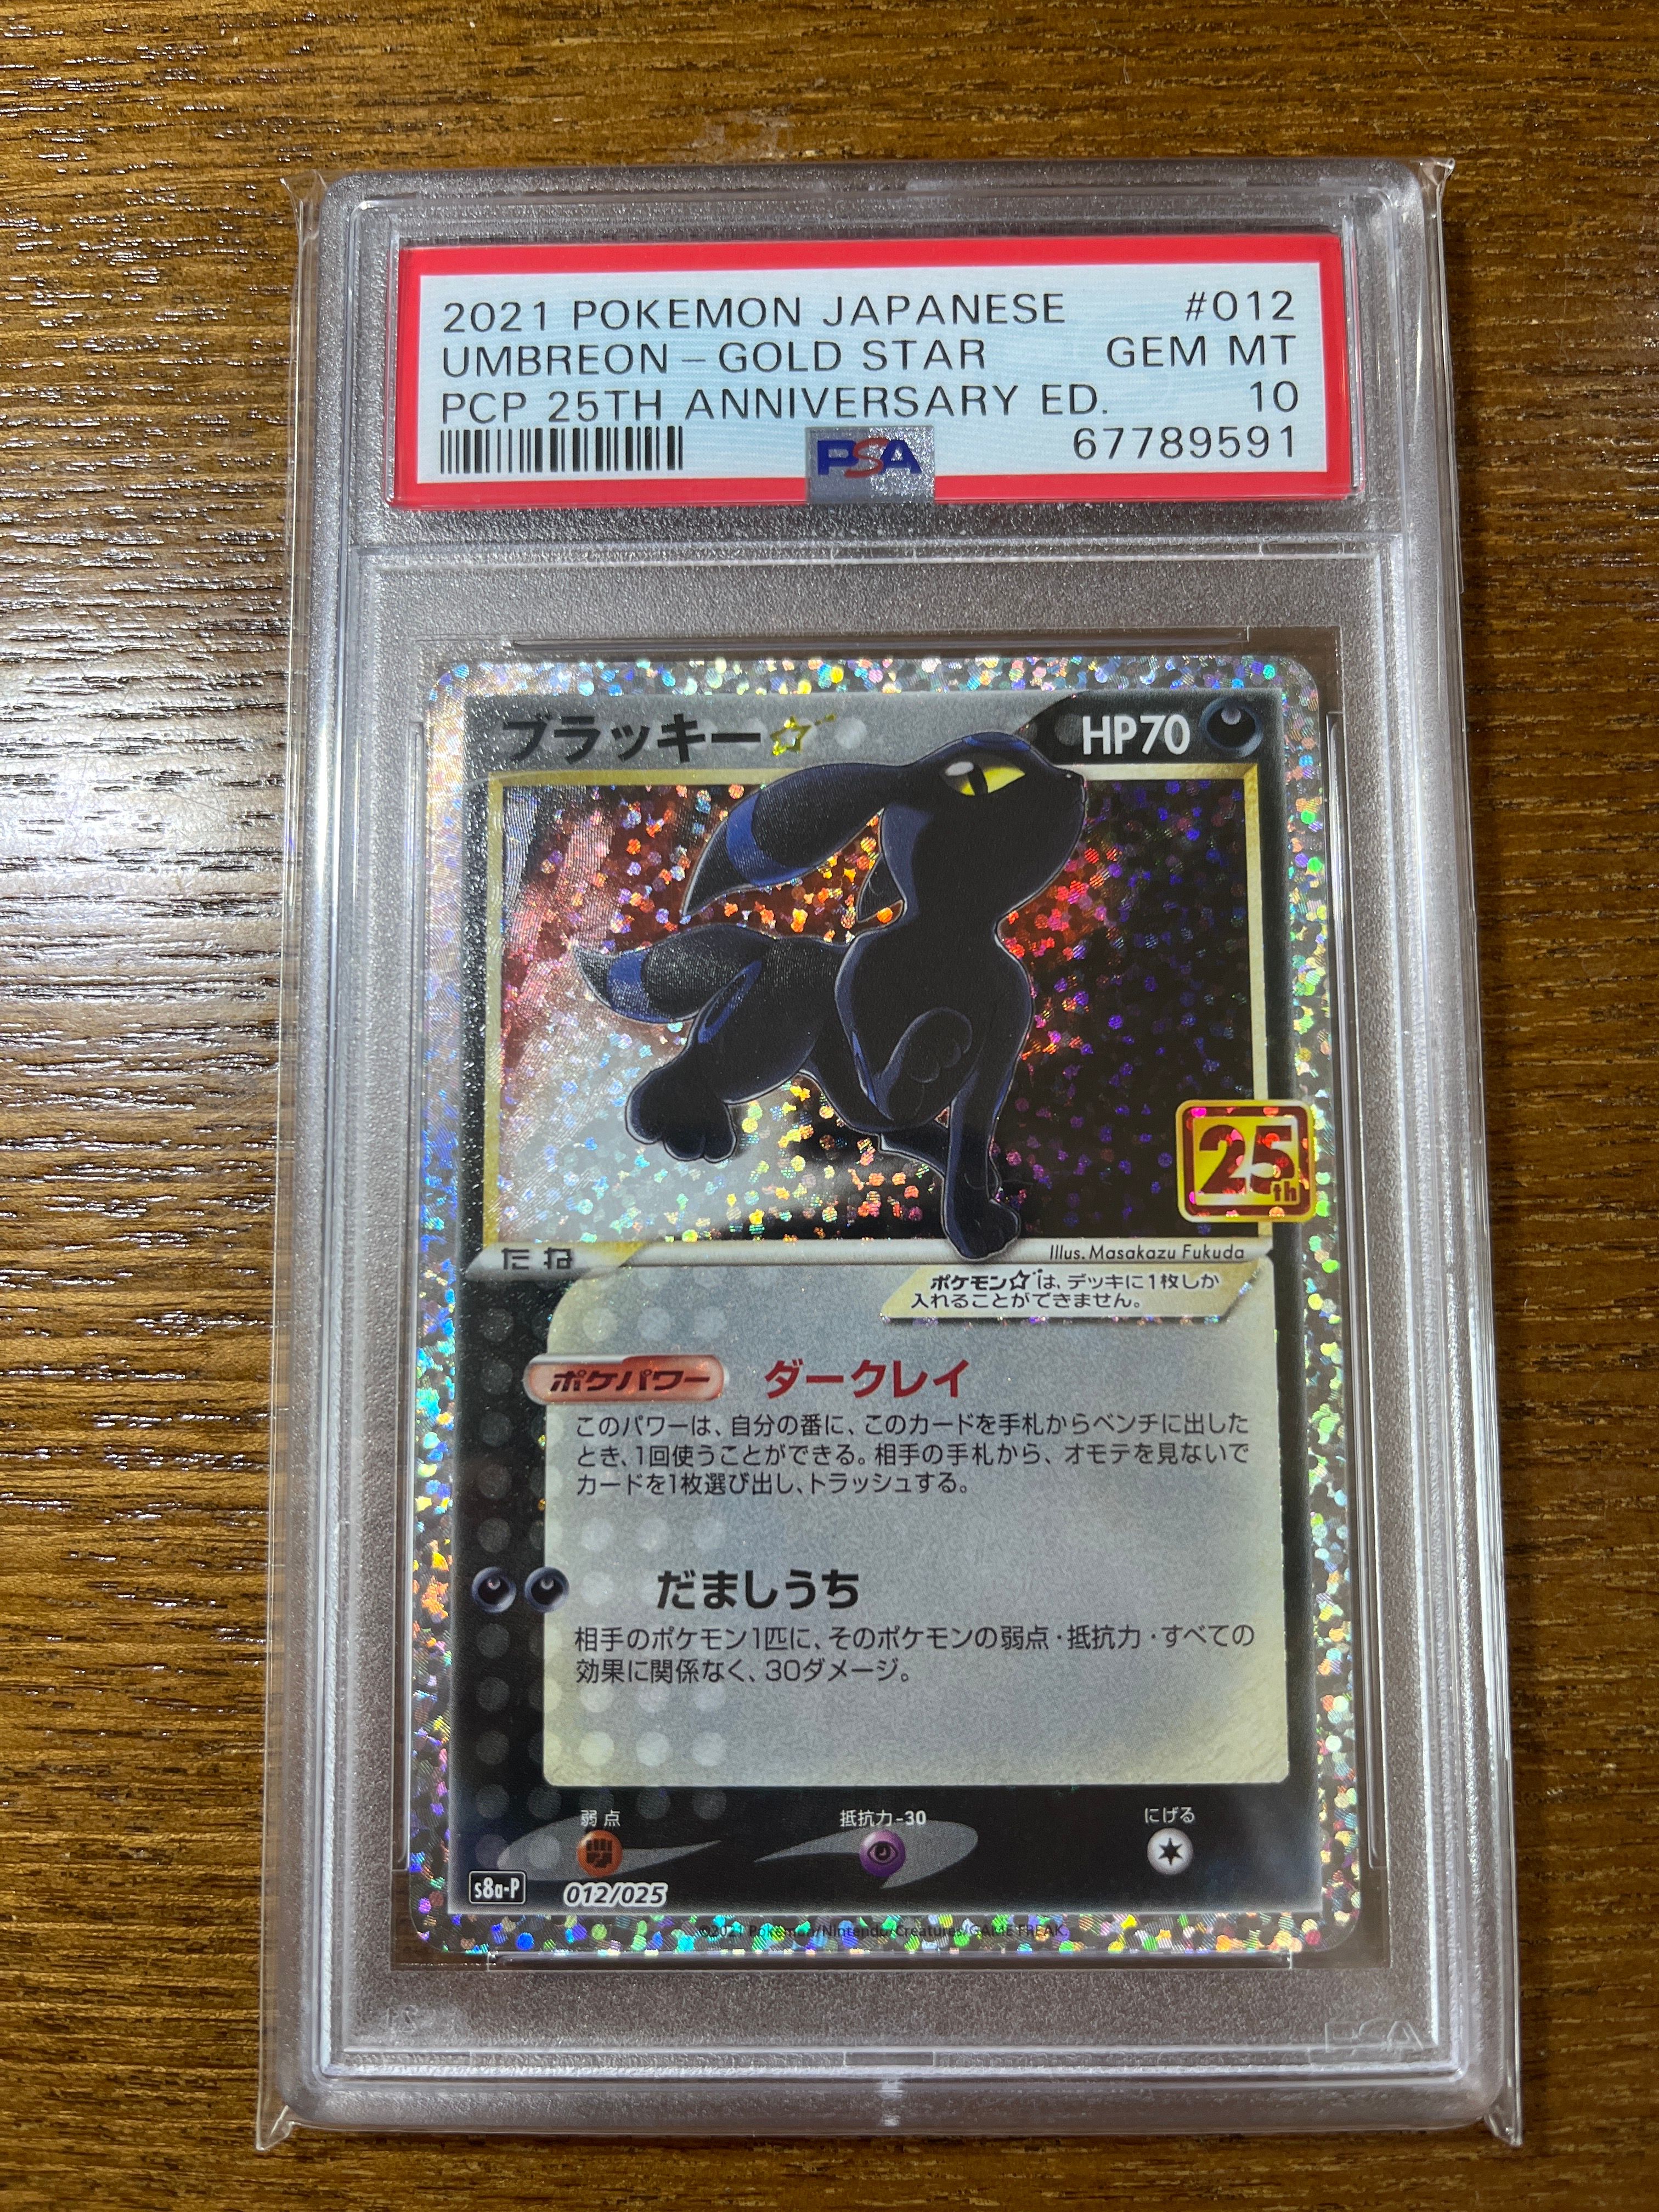 2021 POKEMON JAPANESE #012
UMBREON - GOLD STAR GEM MT
PCP 25TH ANNIVERSARY ED. 10
PSA 67789591
ブラッキー☆ HP70
25th
たね
Illus. Masakazu Fukuda
ポケモン☆は、デッキに1枚しか
入れることができません。
ポケパワー ダークレイ
このパワーは、自分の番に、このカードを手札からベンチに出した
とき、1回使うことができる。相手の手札から、オモテを見ないで
カードを1枚選び出し、トラッシュする。
だましうち
相手のポケモン1匹に、そのポケモンの弱点・抵抗力・すべての
効果に関係なく、30ダメージ。
弱点 抵抗力-30 にげる
s8a-P 012/025
©2021 Pokémon/Nintendo/Creatures/GAME FREAK.
PSA